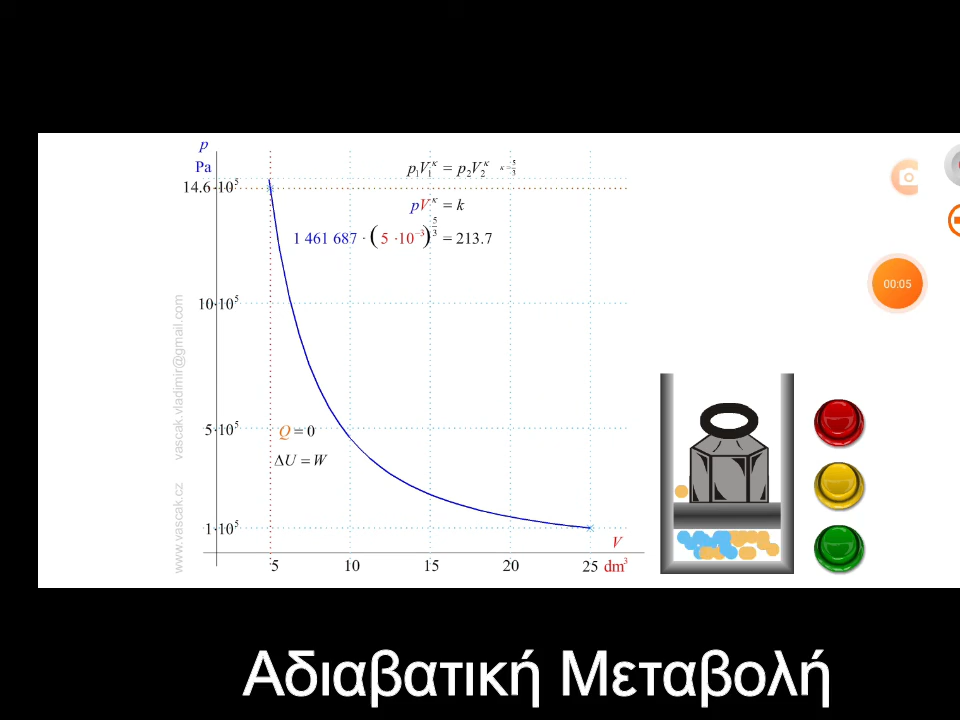 p
Pa
p₁V₁^κ = p₂V₂^κ κ = 5/3
14.6·10⁵
pV^κ = k
1 461 687 · (5 ·10⁻³)^5/3 = 213.7
10·10⁵
5·10⁵
Q = 0
ΔU = W
1·10⁵
V
5 10 15 20 25 dm³
www.vascak.cz vascak.vladimir@gmail.com
00:05
Αδιαβατική Μεταβολή